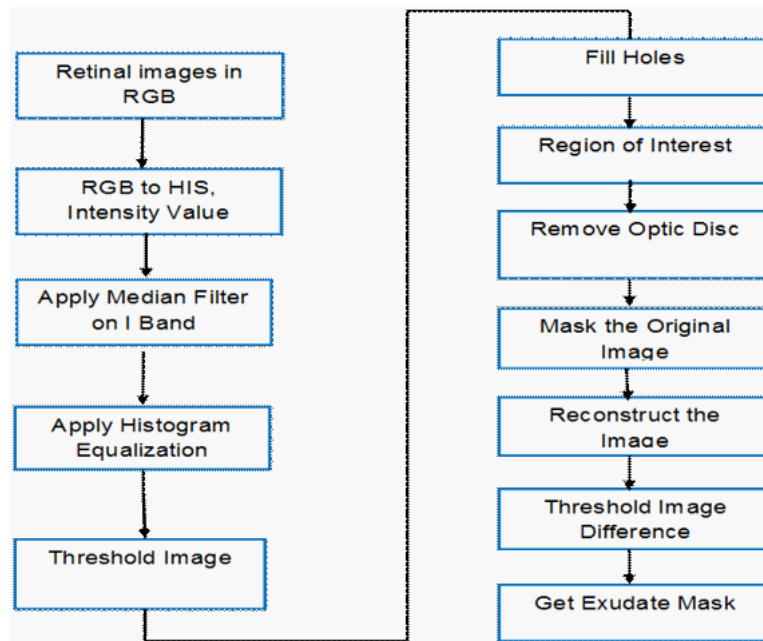 Retinal images in
RGB
RGB to HIS,
Intensity Value
Apply Median Filter
on I Band
Apply Histogram
Equalization
Threshold Image
Fill Holes
Region of Interest
Remove Optic Disc
Mask the Original
Image
Reconstruct the
Image
Threshold Image
Difference
Get Exudate Mask